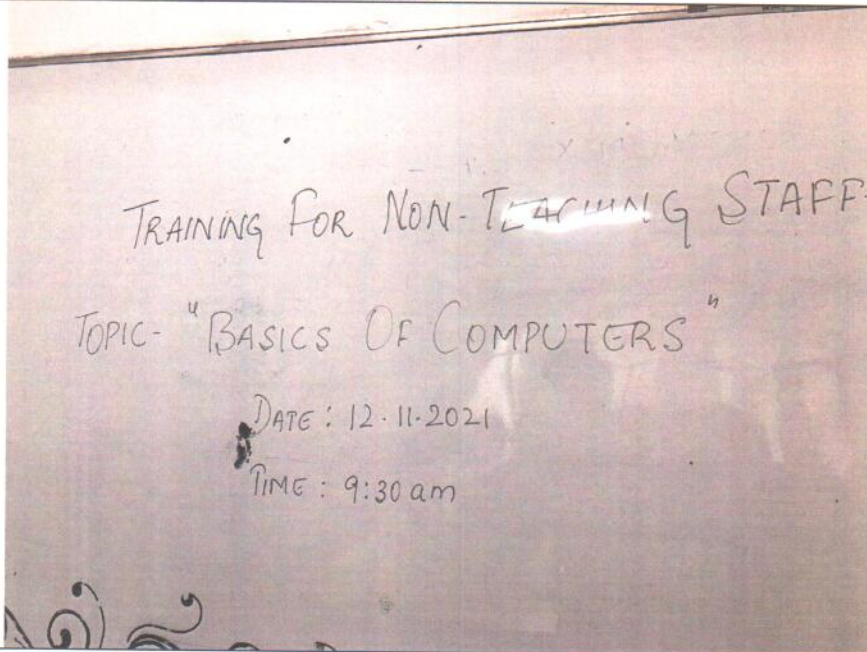 TRAINING FOR NON-TEACHING STAFF
TOPIC- "BASICS OF COMPUTERS"
DATE: 12.11.2021
TIME: 9:30 am